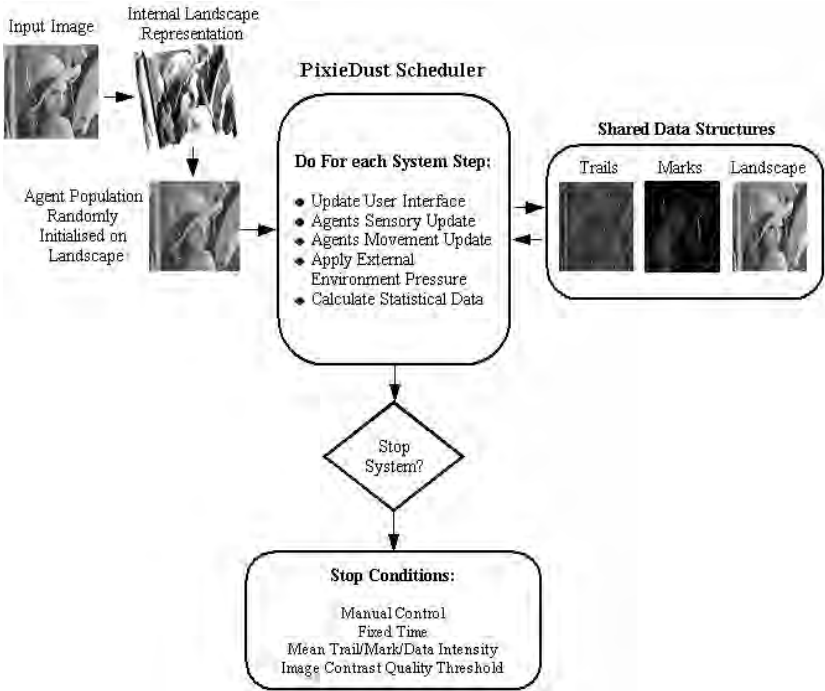 Input Image
Internal Landscape
Representation
Agent Population
Randomly
Initialised on
Landscape
PixieDust Scheduler
Do For each System Step:
Update User Interface
Agents Sensory Update
Agents Movement Update
Apply External
Environment Pressure
Calculate Statistical Data
Shared Data Structures
Trails
Marks
Landscape
Stop
System?
Stop Conditions:
Manual Control
Fixed Time
Mean Trail/Mark/Data Intensity
Image Contrast Quality Threshold